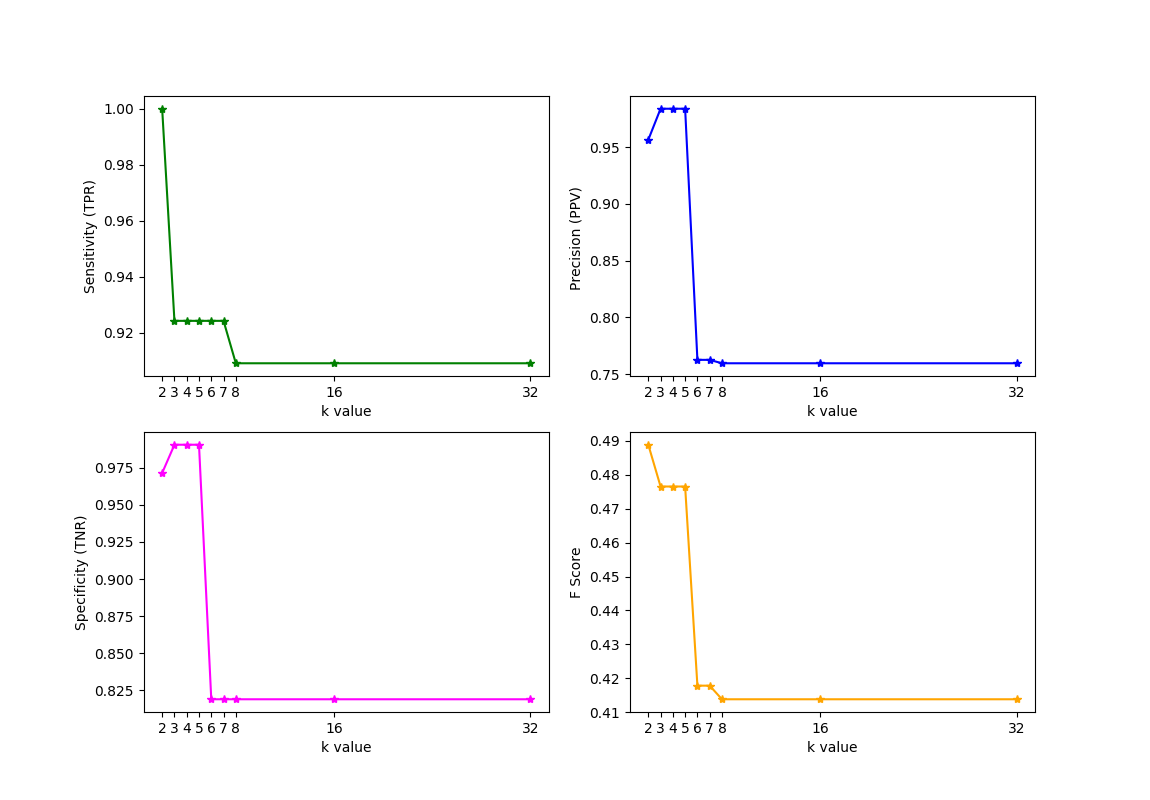 1.00
0.98
0.96
0.94
0.92
Sensitivity (TPR)
2 3 4 5 6 7 8 16 32
k value
0.95
0.90
0.85
0.80
0.75
Precision (PPV)
2 3 4 5 6 7 8 16 32
k value
0.975
0.950
0.925
0.900
0.875
0.850
0.825
Specificity (TNR)
2 3 4 5 6 7 8 16 32
k value
0.49
0.48
0.47
0.46
0.45
0.44
0.43
0.42
0.41
F Score
2 3 4 5 6 7 8 16 32
k value